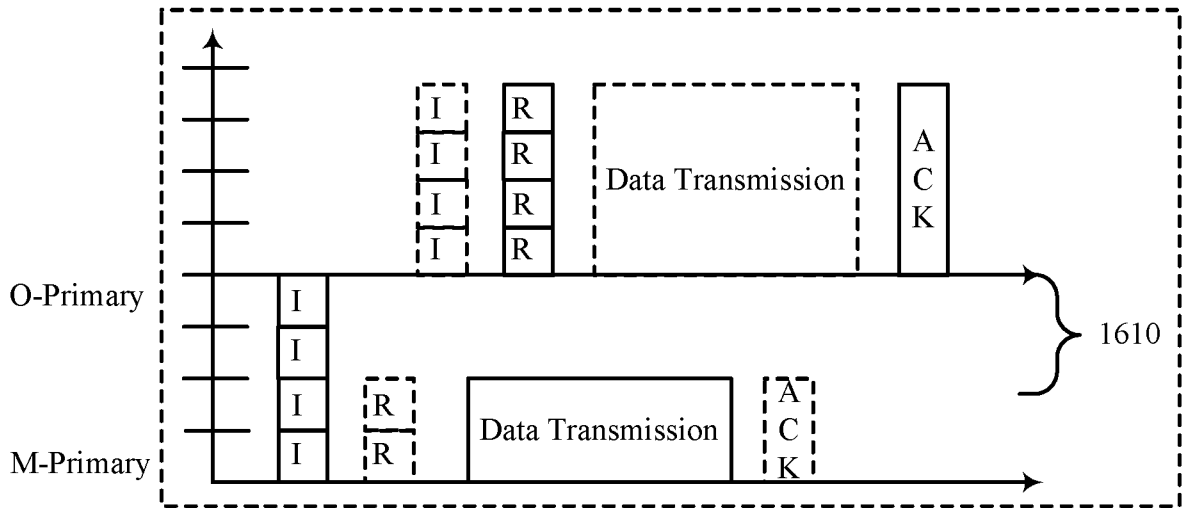 I R
I R
I R
I R
Data Transmission
A
C
K
O-Primary
I
I
I
I
R
R
Data Transmission
A
C
K
M-Primary
1610